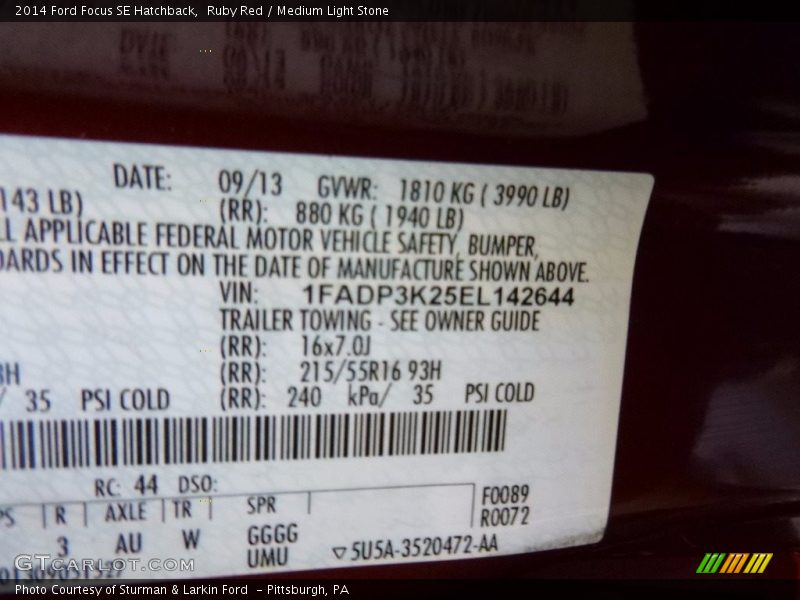 2014 Ford Focus SE Hatchback, Ruby Red / Medium Light Stone
DATE: 09/13 GVWR: 1810 KG ( 3990 LB)
143 LB) (RR): 880 KG ( 1940 LB)
APPLICABLE FEDERAL MOTOR VEHICLE SAFETY, BUMPER,
IN EFFECT ON THE DATE OF MANUFACTURE SHOWN ABOVE.
VIN: 1FADP3K25EL142644
TRAILER TOWING - SEE OWNER GUIDE
(RR): 16x7.0J
(RR): 215/55R16 93H
/ 35 PSI COLD (RR): 240 kPa/ 35 PSI COLD
RC: 44 DSO:
R AXLE TR SPR F0089
R0072
3 AU W GGGG
UMU ▽5U5A-3520472-AA
GTCarLot.com
Photo Courtesy of Sturman & Larkin Ford - Pittsburgh, PA